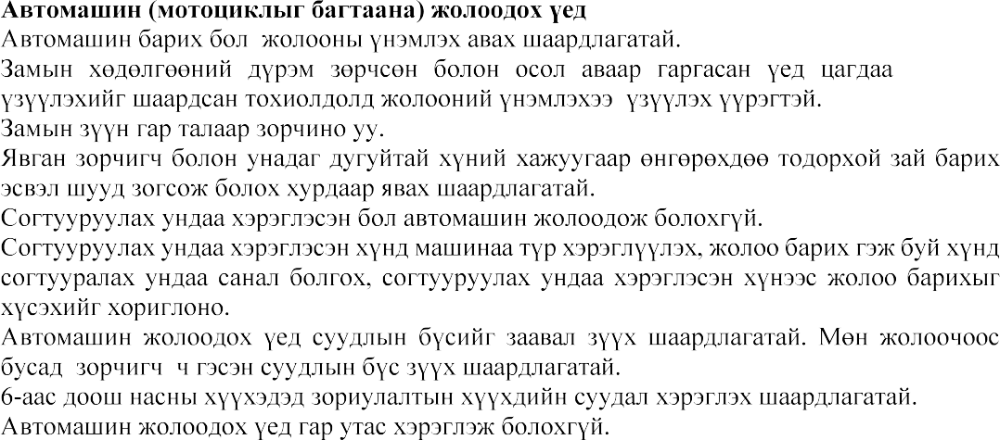 Автомашин (мотоциклыг багтаана) жолоодох үед
Автомашин барих бол  жолооны үнэмлэх авах шаардлагатай.
Замын хөдөлгөөний дүрэм зөрчсөн болон осол аваар гаргасан үед цагдаа
үзүүлэхийг шаардсан тохиолдолд жолооний үнэмлэхээ  үзүүлэх үүрэгтэй.
Замын зүүн гар талаар зорчино уу.
Явган зорчигч болон унадаг дугуйтай хүний хажуугаар өнгөрөхдөө тодорхой зай барих
эсвэл шууд зогсож болох хурдаар явах шаардлагатай.
Согтууруулах ундаа хэрэглэсэн бол автомашин жолоодож болохгүй.
Согтууруулах ундаа хэрэглэсэн хүнд машинаа түр хэрэглүүлэх, жолоо барих гэж буй хүнд
согтууралах ундаа санал болгох, согтууруулах ундаа хэрэглэсэн хүнээс жолоо барихыг
хүсэхийг хориглоно.
Автомашин жолоодох үед суудлын бүсийг заавал зүүх шаардлагатай. Мөн жолоочоос
бусад  зорчигч  ч гэсэн суудлын бүс зүүх шаардлагатай.
6-аас доош насны хүүхэдэд зориулалтын хүүхдийн суудал хэрэглэх шаардлагатай.
Автомашин жолоодох үед гар утас хэрэглэж болохгүй.